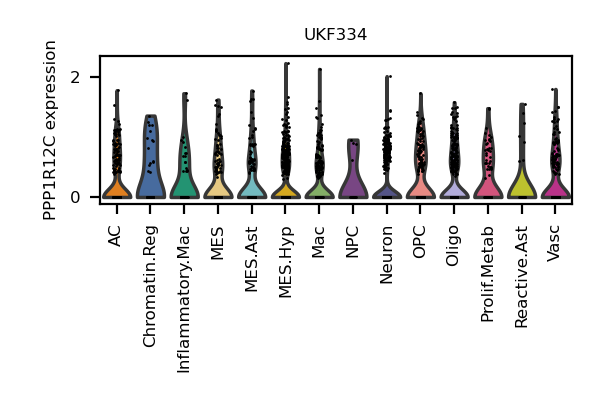 UKF334
PPP1R12C expression
2
0
AC
Chromatin.Reg
Inflammatory.Mac
MES
MES.Ast
MES.Hyp
Mac
NPC
Neuron
OPC
Oligo
Prolif.Metab
Reactive.Ast
Vasc